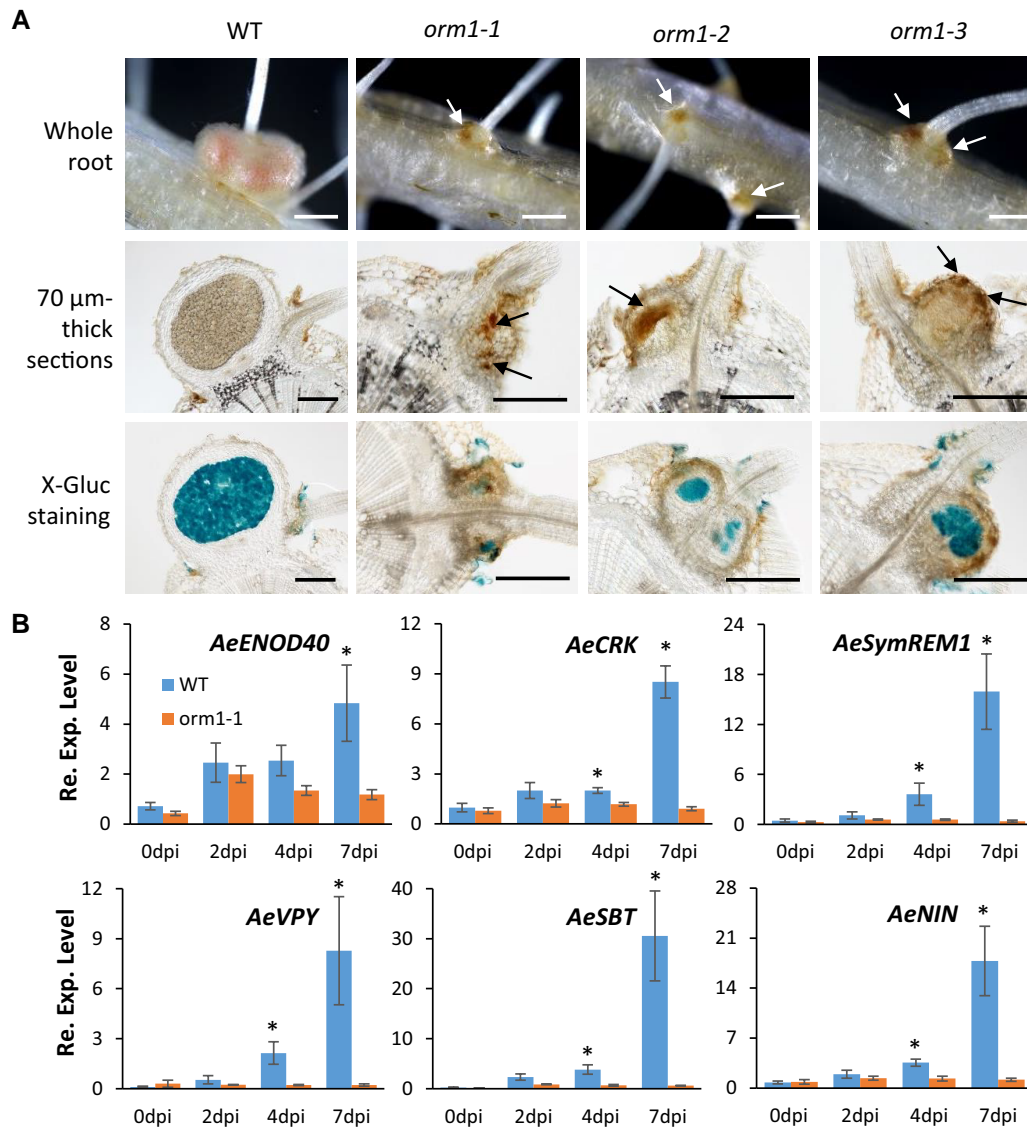 A
WT orm1-1 orm1-2 orm1-3
Whole
root
70 µm-
thick
sections
X-Gluc
staining
B
Re. Exp. Level
8
6
4
2
0
AeENOD40
*
WT
orm1-1
0dpi 2dpi 4dpi 7dpi
12
9
6
3
0
AeCRK
* *
0dpi 2dpi 4dpi 7dpi
24
18
12
6
0
AeSymREM1
* *
0dpi 2dpi 4dpi 7dpi
Re. Exp. Level
12
9
6
3
0
AeVPY
* *
0dpi 2dpi 4dpi 7dpi
40
30
20
10
0
AeSBT
* *
0dpi 2dpi 4dpi 7dpi
28
21
14
7
0
AeNIN
* *
0dpi 2dpi 4dpi 7dpi